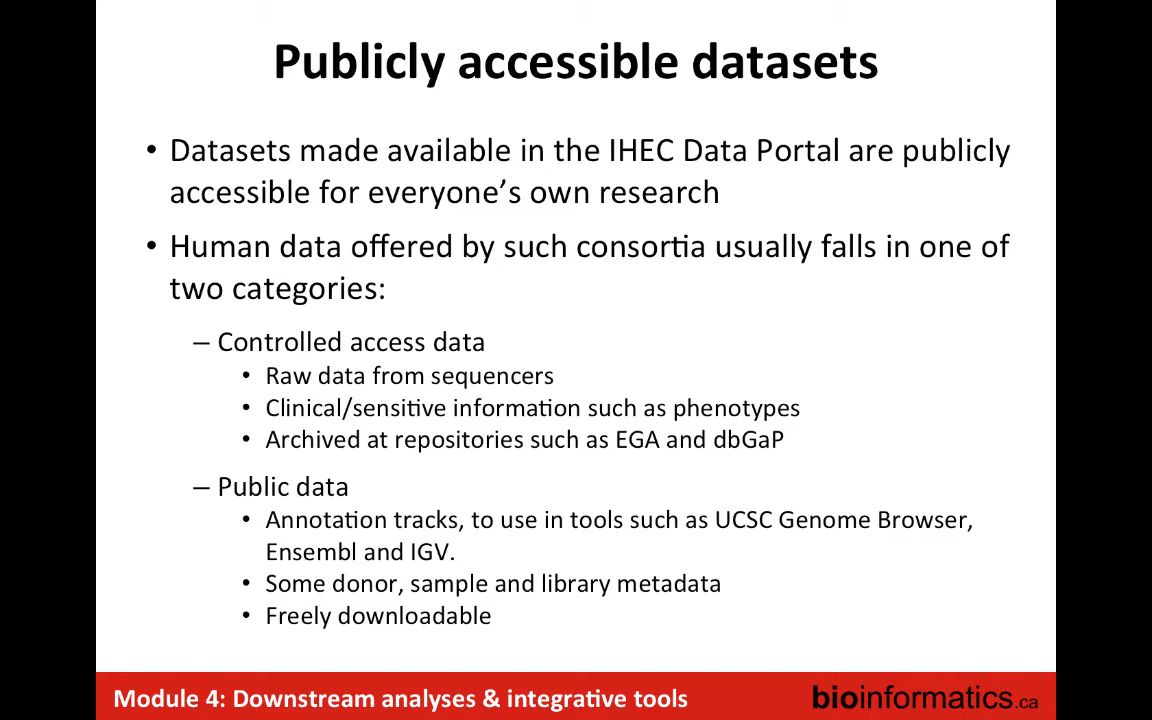 Publicly accessible datasets
• Datasets made available in the IHEC Data Portal are publicly
accessible for everyone’s own research
• Human data offered by such consortia usually falls in one of
two categories:
– Controlled access data
• Raw data from sequencers
• Clinical/sensitive information such as phenotypes
• Archived at repositories such as EGA and dbGaP
– Public data
• Annotation tracks, to use in tools such as UCSC Genome Browser,
Ensembl and IGV.
• Some donor, sample and library metadata
• Freely downloadable
Module 4: Downstream analyses & integrative tools
bioinformatics.ca